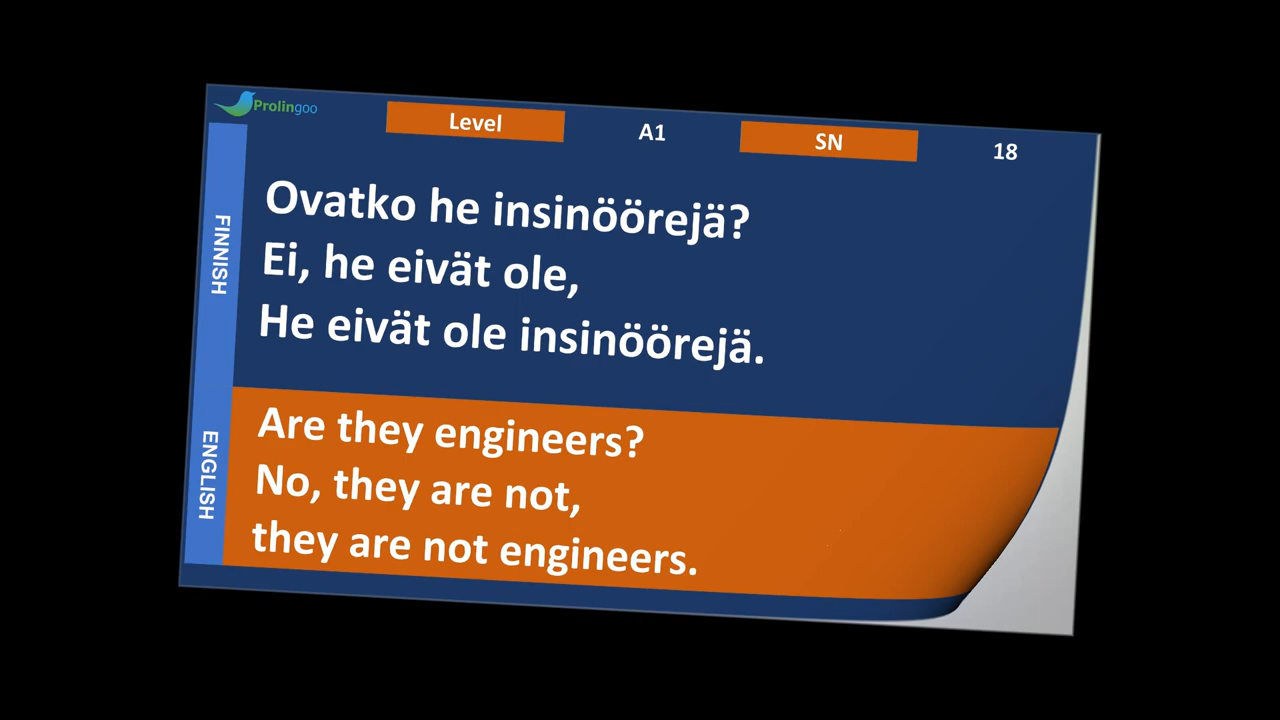 Prolingoo
Level A1 SN 18
FINNISH
Ovatko he insinöörejä?
Ei, he eivät ole,
He eivät ole insinöörejä.
ENGLISH
Are they engineers?
No, they are not,
they are not engineers.